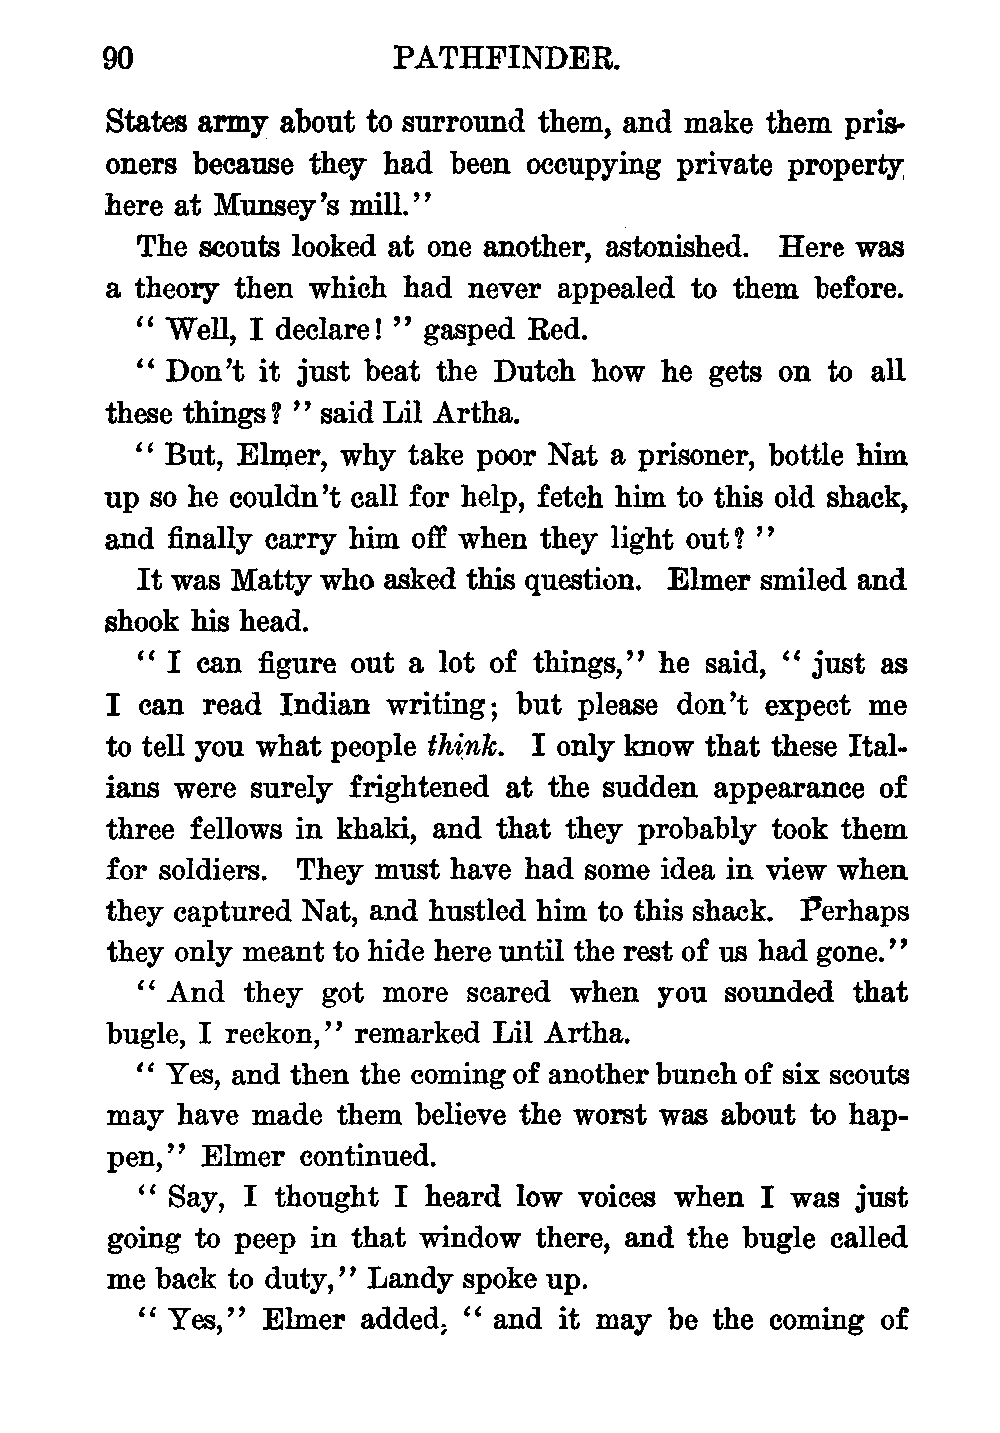 90 PATHFINDER.
States army about to surround them, and make them pris-
oners because they had been occupying private property
here at Munsey's mill."
The scouts looked at one another, astonished. Here was
a theory then which had never appealed to them before.
" Well, I declare! " gasped Red.
" Don't it just beat the Dutch how he gets on to all
these things? " said Lil Artha.
" But, Elmer, why take poor Nat a prisoner, bottle him
up so he couldn't call for help, fetch him to this old shack,
and finally carry him off when they light out? "
It was Matty who asked this question. Elmer smiled and
shook his head.
" I can figure out a lot of things," he said, " just as
I can read Indian writing; but please don't expect me
to tell you what people think. I only know that these Ital-
ians were surely frightened at the sudden appearance of
three fellows in khaki, and that they probably took them
for soldiers. They must have had some idea in view when
they captured Nat, and hustled him to this shack. Perhaps
they only meant to hide here until the rest of us had gone."
" And they got more scared when you sounded that
bugle, I reckon," remarked Lil Artha.
" Yes, and then the coming of another bunch of six scouts
may have made them believe the worst was about to hap-
pen," Elmer continued.
" Say, I thought I heard low voices when I was just
going to peep in that window there, and the bugle called
me back to duty," Landy spoke up.
" Yes," Elmer added; " and it may be the coming of